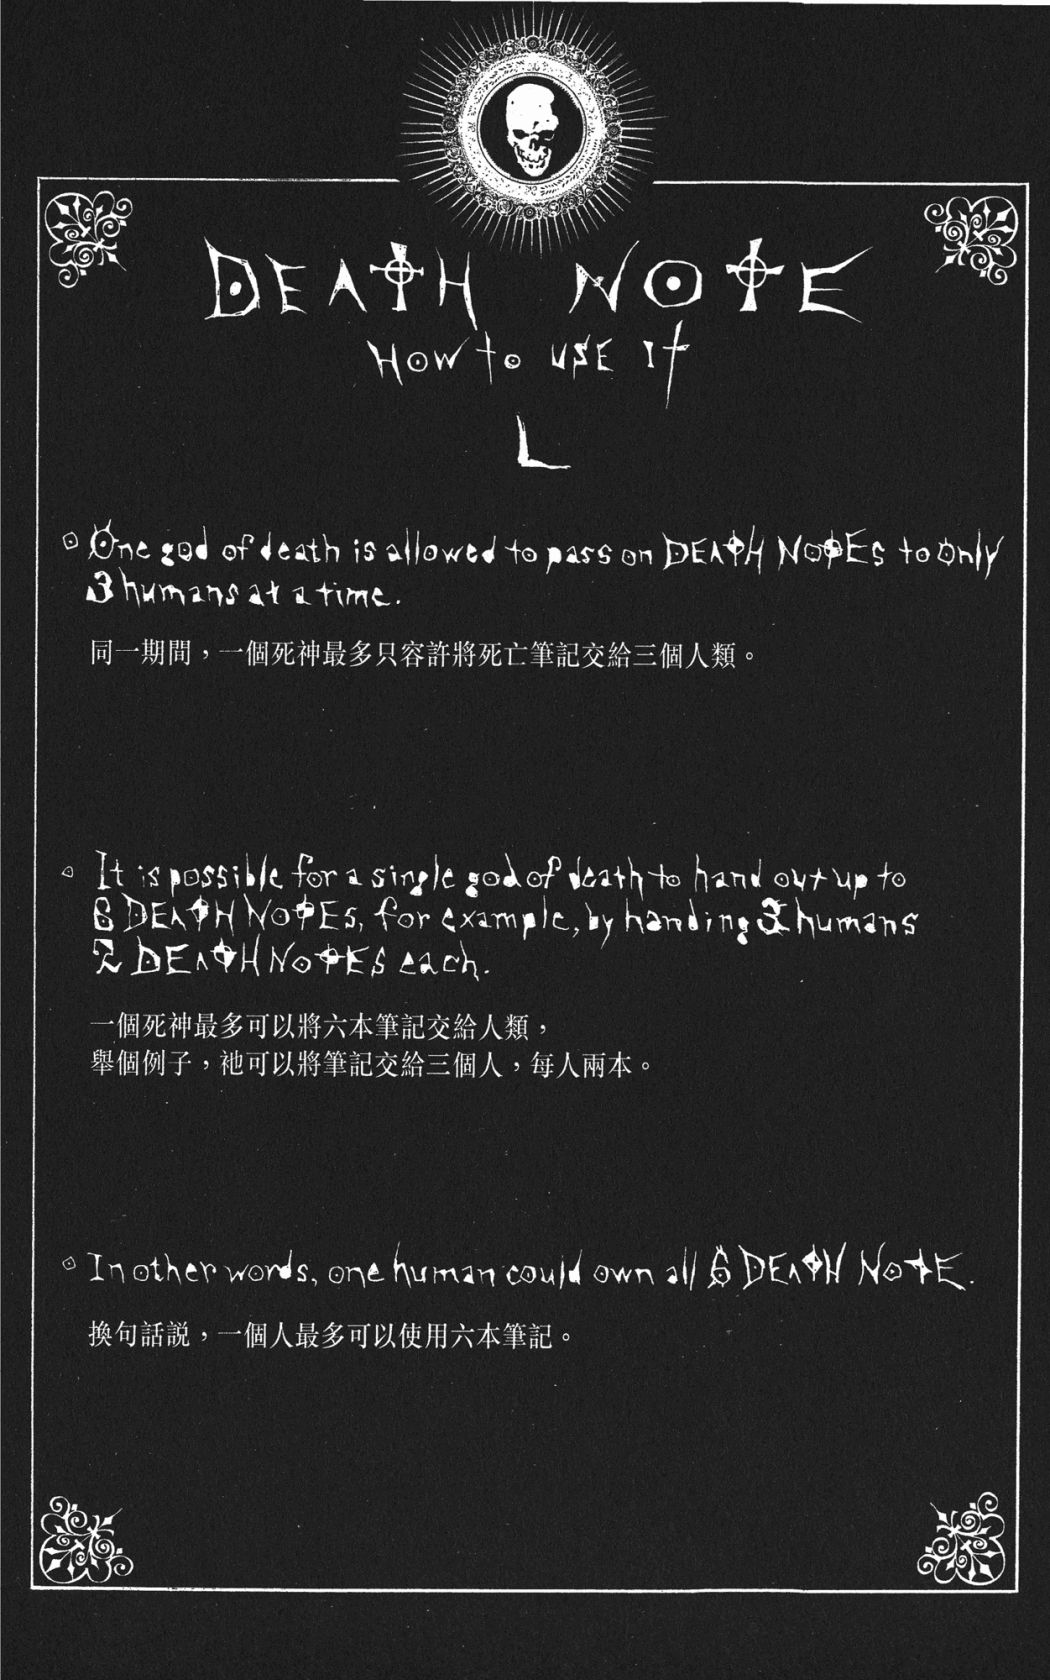 DEATH NOTE
How to use it
L
One god of death is allowed to pass on DEATH NOTEs to only
3 humans at a time.
同一期間，一個死神最多只容許將死亡筆記交給三個人類。
It is possible for a single god of death to hand out up to
6 DEATH NOTEs, for example, by handing 3 humans
2 DEATH NOTEs each.
一個死神最多可以將六本筆記交給人類，
舉個例子，祂可以將筆記交給三個人，每人兩本。
In other words, one human could own all 6 DEATH NOTE.
換句話説，一個人最多可以使用六本筆記。